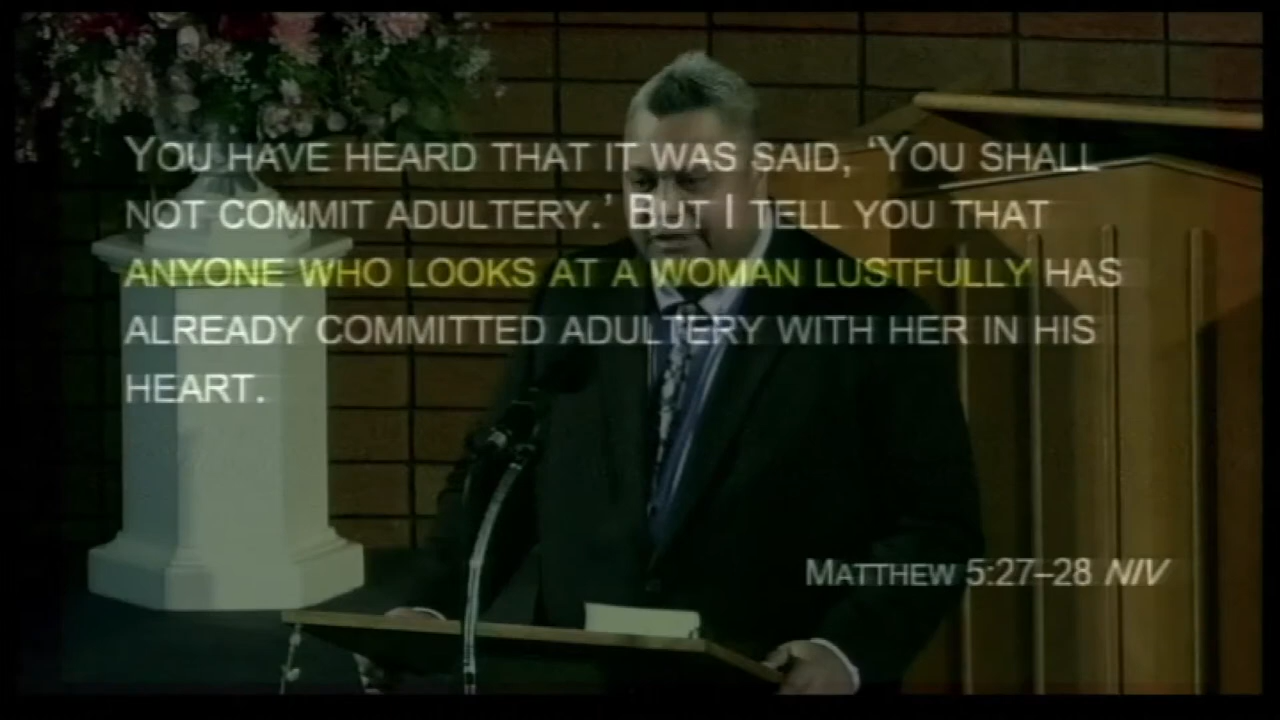 YOU HAVE HEARD THAT IT WAS SAID, ‘YOU SHALL
NOT COMMIT ADULTERY.’ BUT I TELL YOU THAT
ANYONE WHO LOOKS AT A WOMAN LUSTFULLY HAS
ALREADY COMMITTED ADULTERY WITH HER IN HIS
HEART.
MATTHEW 5:27–28 NIV